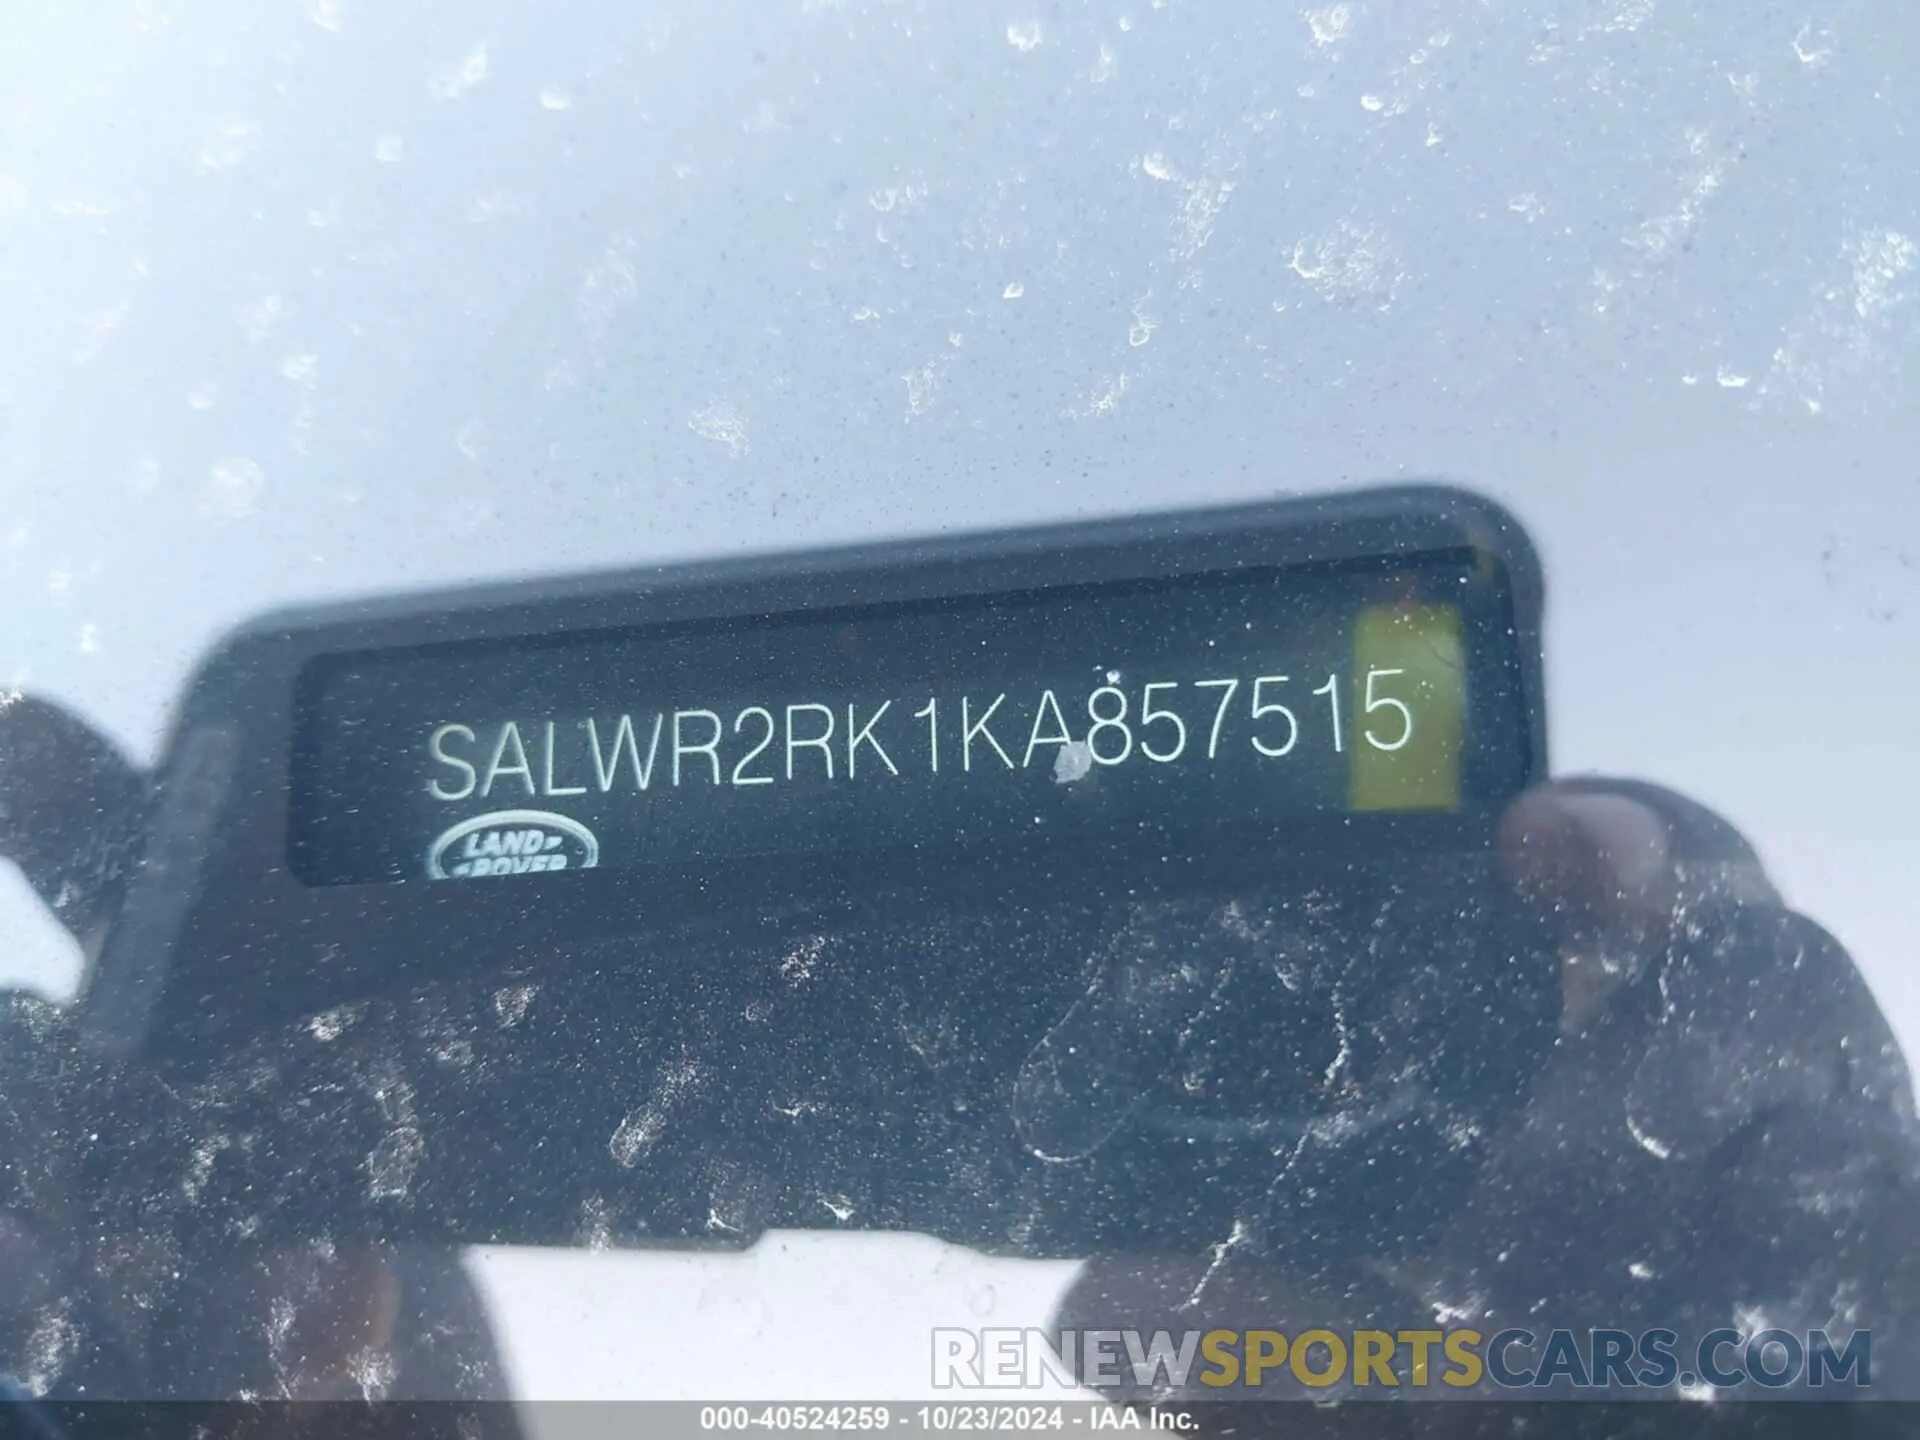 SALWR2RK1KA857515
LAND-
-ROVER
RENEWSPORTSCARS.COM
000-40524259 - 10/23/2024 - IAA Inc.